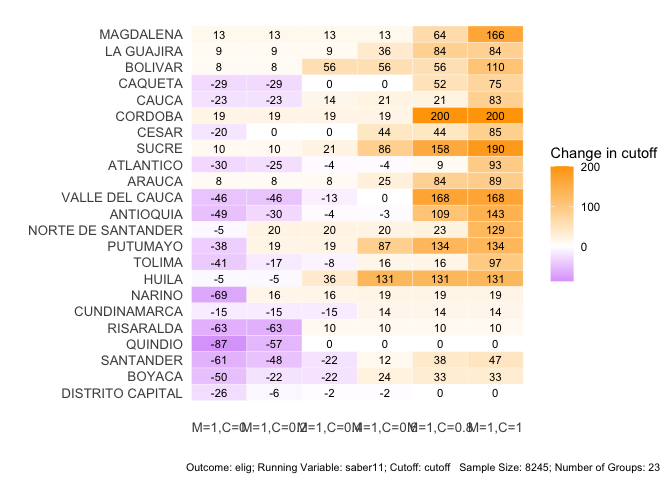 MAGDALENA 13 13 13 13 64 166
LA GUAJIRA 9 9 9 36 84 84
BOLIVAR 8 8 56 56 56 110
CAQUETA -29 -29 0 0 52 75
CAUCA -23 -23 14 21 21 83
CORDOBA 19 19 19 19 200 200
CESAR -20 0 0 44 44 85
SUCRE 10 10 21 86 158 190
ATLANTICO -30 -25 -4 -4 9 93
ARAUCA 8 8 8 25 84 89
VALLE DEL CAUCA -46 -46 -13 0 168 168
ANTIOQUIA -49 -30 -4 -3 109 143
NORTE DE SANTANDER -5 20 20 20 23 129
PUTUMAYO -38 19 19 87 134 134
TOLIMA -41 -17 -8 16 16 97
HUILA -5 -5 36 131 131 131
NARINO -69 16 16 19 19 19
CUNDINAMARCA -15 -15 -15 14 14 14
RISARALDA -63 -63 10 10 10 10
QUINDIO -87 -57 0 0 0 0
SANTANDER -61 -48 -22 12 38 47
BOYACA -50 -22 -22 24 33 33
DISTRITO CAPITAL -26 -6 -2 -2 0 0
M=1,C=0 M=1,C=0.2 M=1,C=0.4 M=1,C=0.6 M=1,C=0.8 M=1,C=1
Change in cutoff
200
100
0
Outcome: elig; Running Variable: saber11; Cutoff: cutoff Sample Size: 8245; Number of Groups: 23